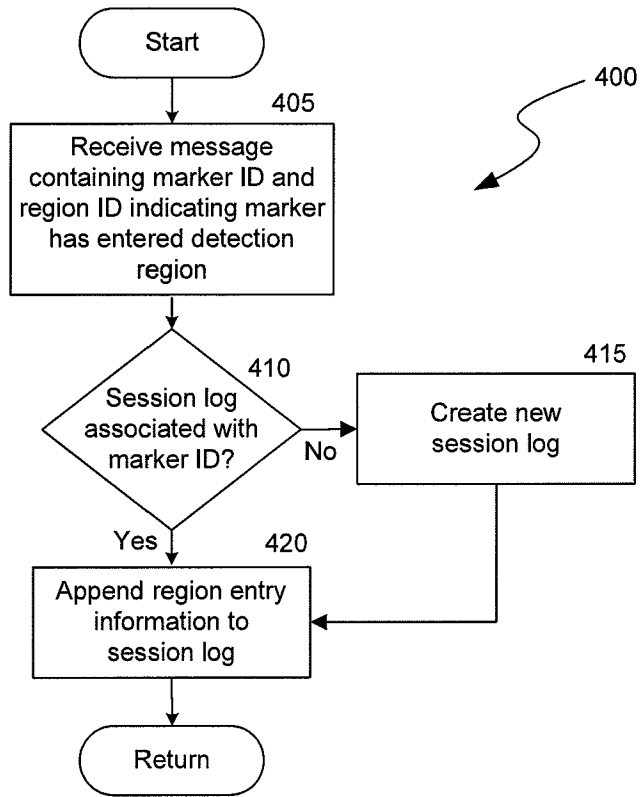 Start
400
405
Receive message
containing marker ID and
region ID indicating marker
has entered detection
region
410
Session log
associated with
marker ID?
No
415
Create new
session log
Yes
420
Append region entry
information to
session log
Return